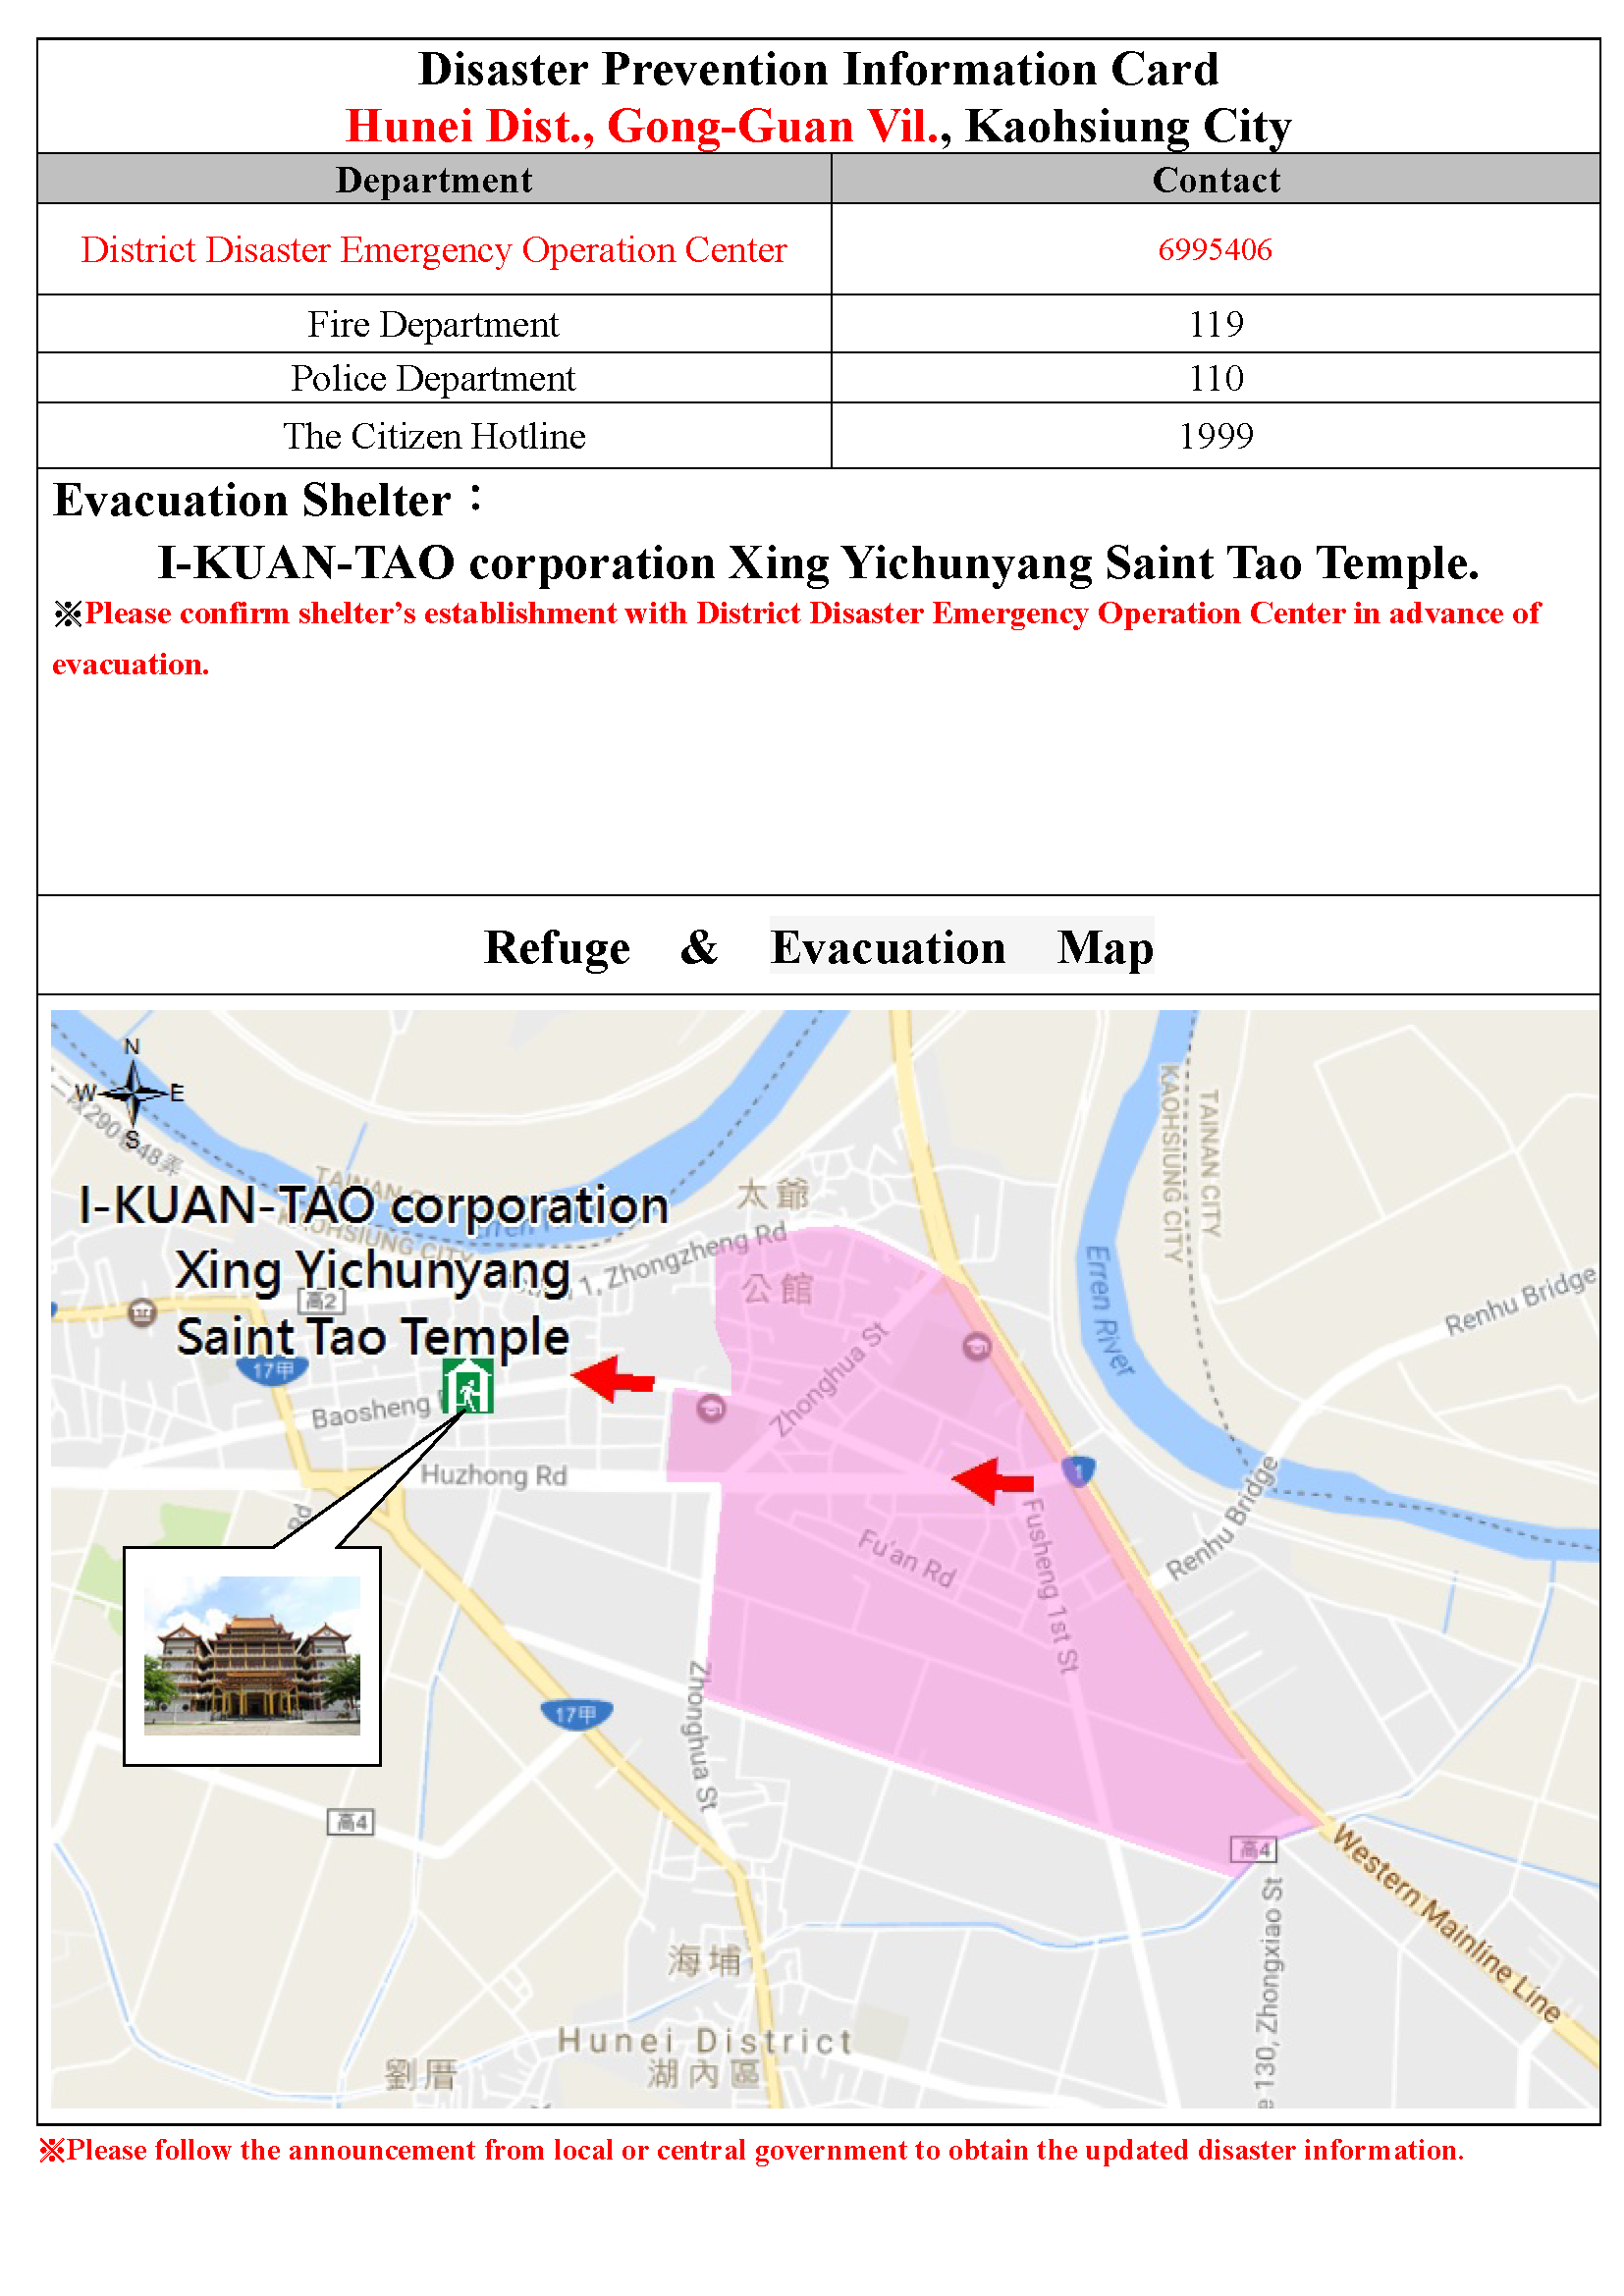 Disaster Prevention Information Card
Hunei Dist., Gong-Guan Vil., Kaohsiung City
Department Contact
District Disaster Emergency Operation Center 6995406
Fire Department 119
Police Department 110
The Citizen Hotline 1999
Evacuation Shelter：
I-KUAN-TAO corporation Xing Yichunyang Saint Tao Temple.
※Please confirm shelter’s establishment with District Disaster Emergency Operation Center in advance of
evacuation.
Refuge & Evacuation Map
N
W E
S
TAINAN CITY
KAOHSIUNG CITY
I-KUAN-TAO corporation
Xing Yichunyang
Saint Tao Temple
KAOHSIUNG CITY
太爺
1, Zhongzheng Rd
公館
高2
Erren River
Renhu Bridge
17甲
Zhonghua St
Baosheng
Huzhong Rd
1
Renhu Bridge
Rd
Fu'an Rd
Fusheng 1st St
Zhonghua St
17甲
高4
高4
Western Mainline Line
130, Zhongxiao St
海埔
Hunei District
湖內區
劉厝
※Please follow the announcement from local or central government to obtain the updated disaster information.